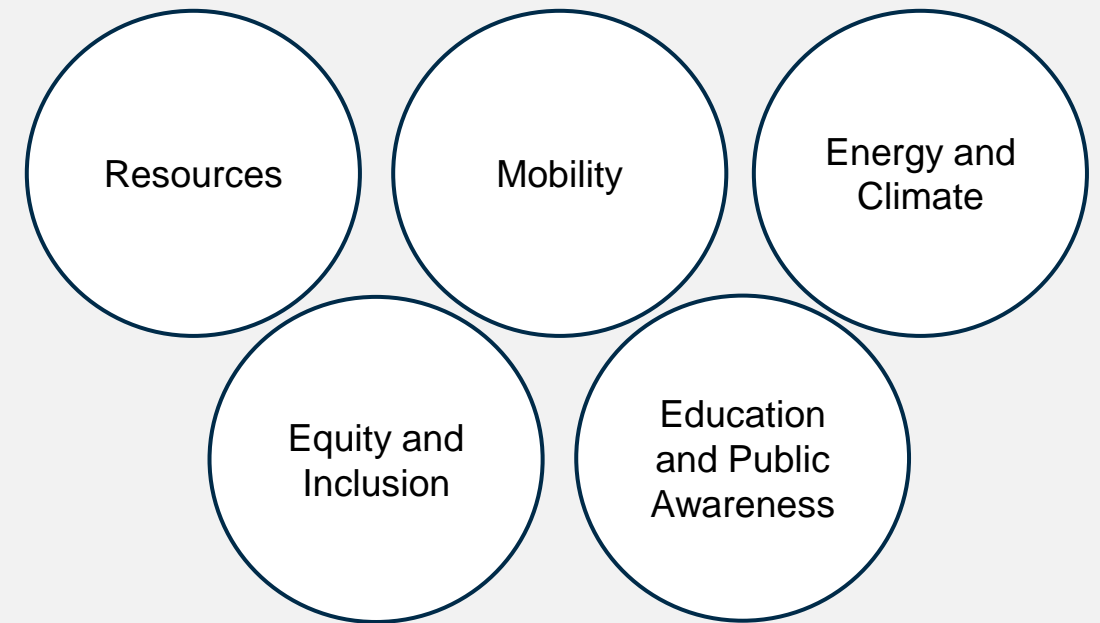 Resources
Mobility
Energy and
Climate
Equity and
Inclusion
Education
and Public
Awareness